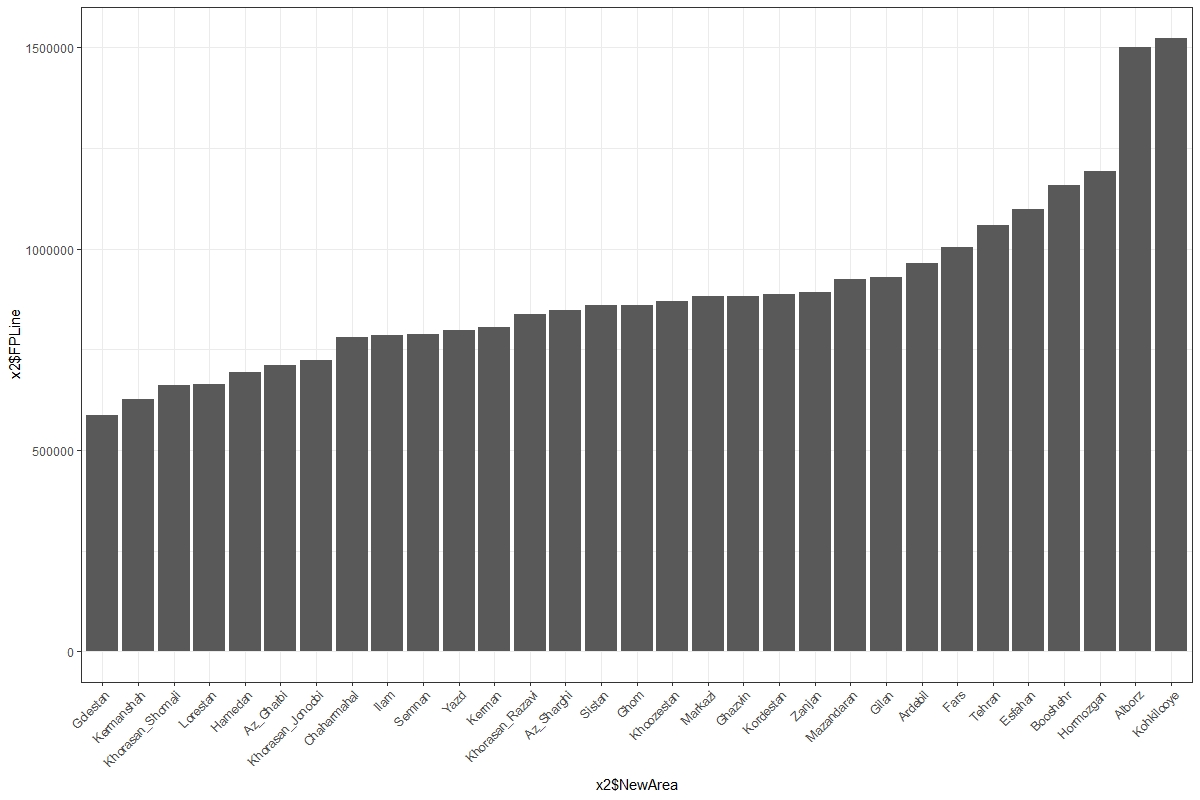 1500000
1000000
500000
0
x2$FPLine
Golestan
Kermanshah
Khorasan_Shomali
Lorestan
Hamedan
Az_Gharbi
Khorasan_Jonoobi
Chaharmahal
Ilam
Semnan
Yazd
Kerman
Khorasan_Razavi
Az_Sharghi
Sistan
Ghom
Khoozestan
Markazi
Ghazvin
Kordestan
Zanjan
Mazandaran
Gilan
Ardebil
Fars
Tehran
Esfahan
Booshehr
Hormozgan
Alborz
Kohkilooye
x2$NewArea